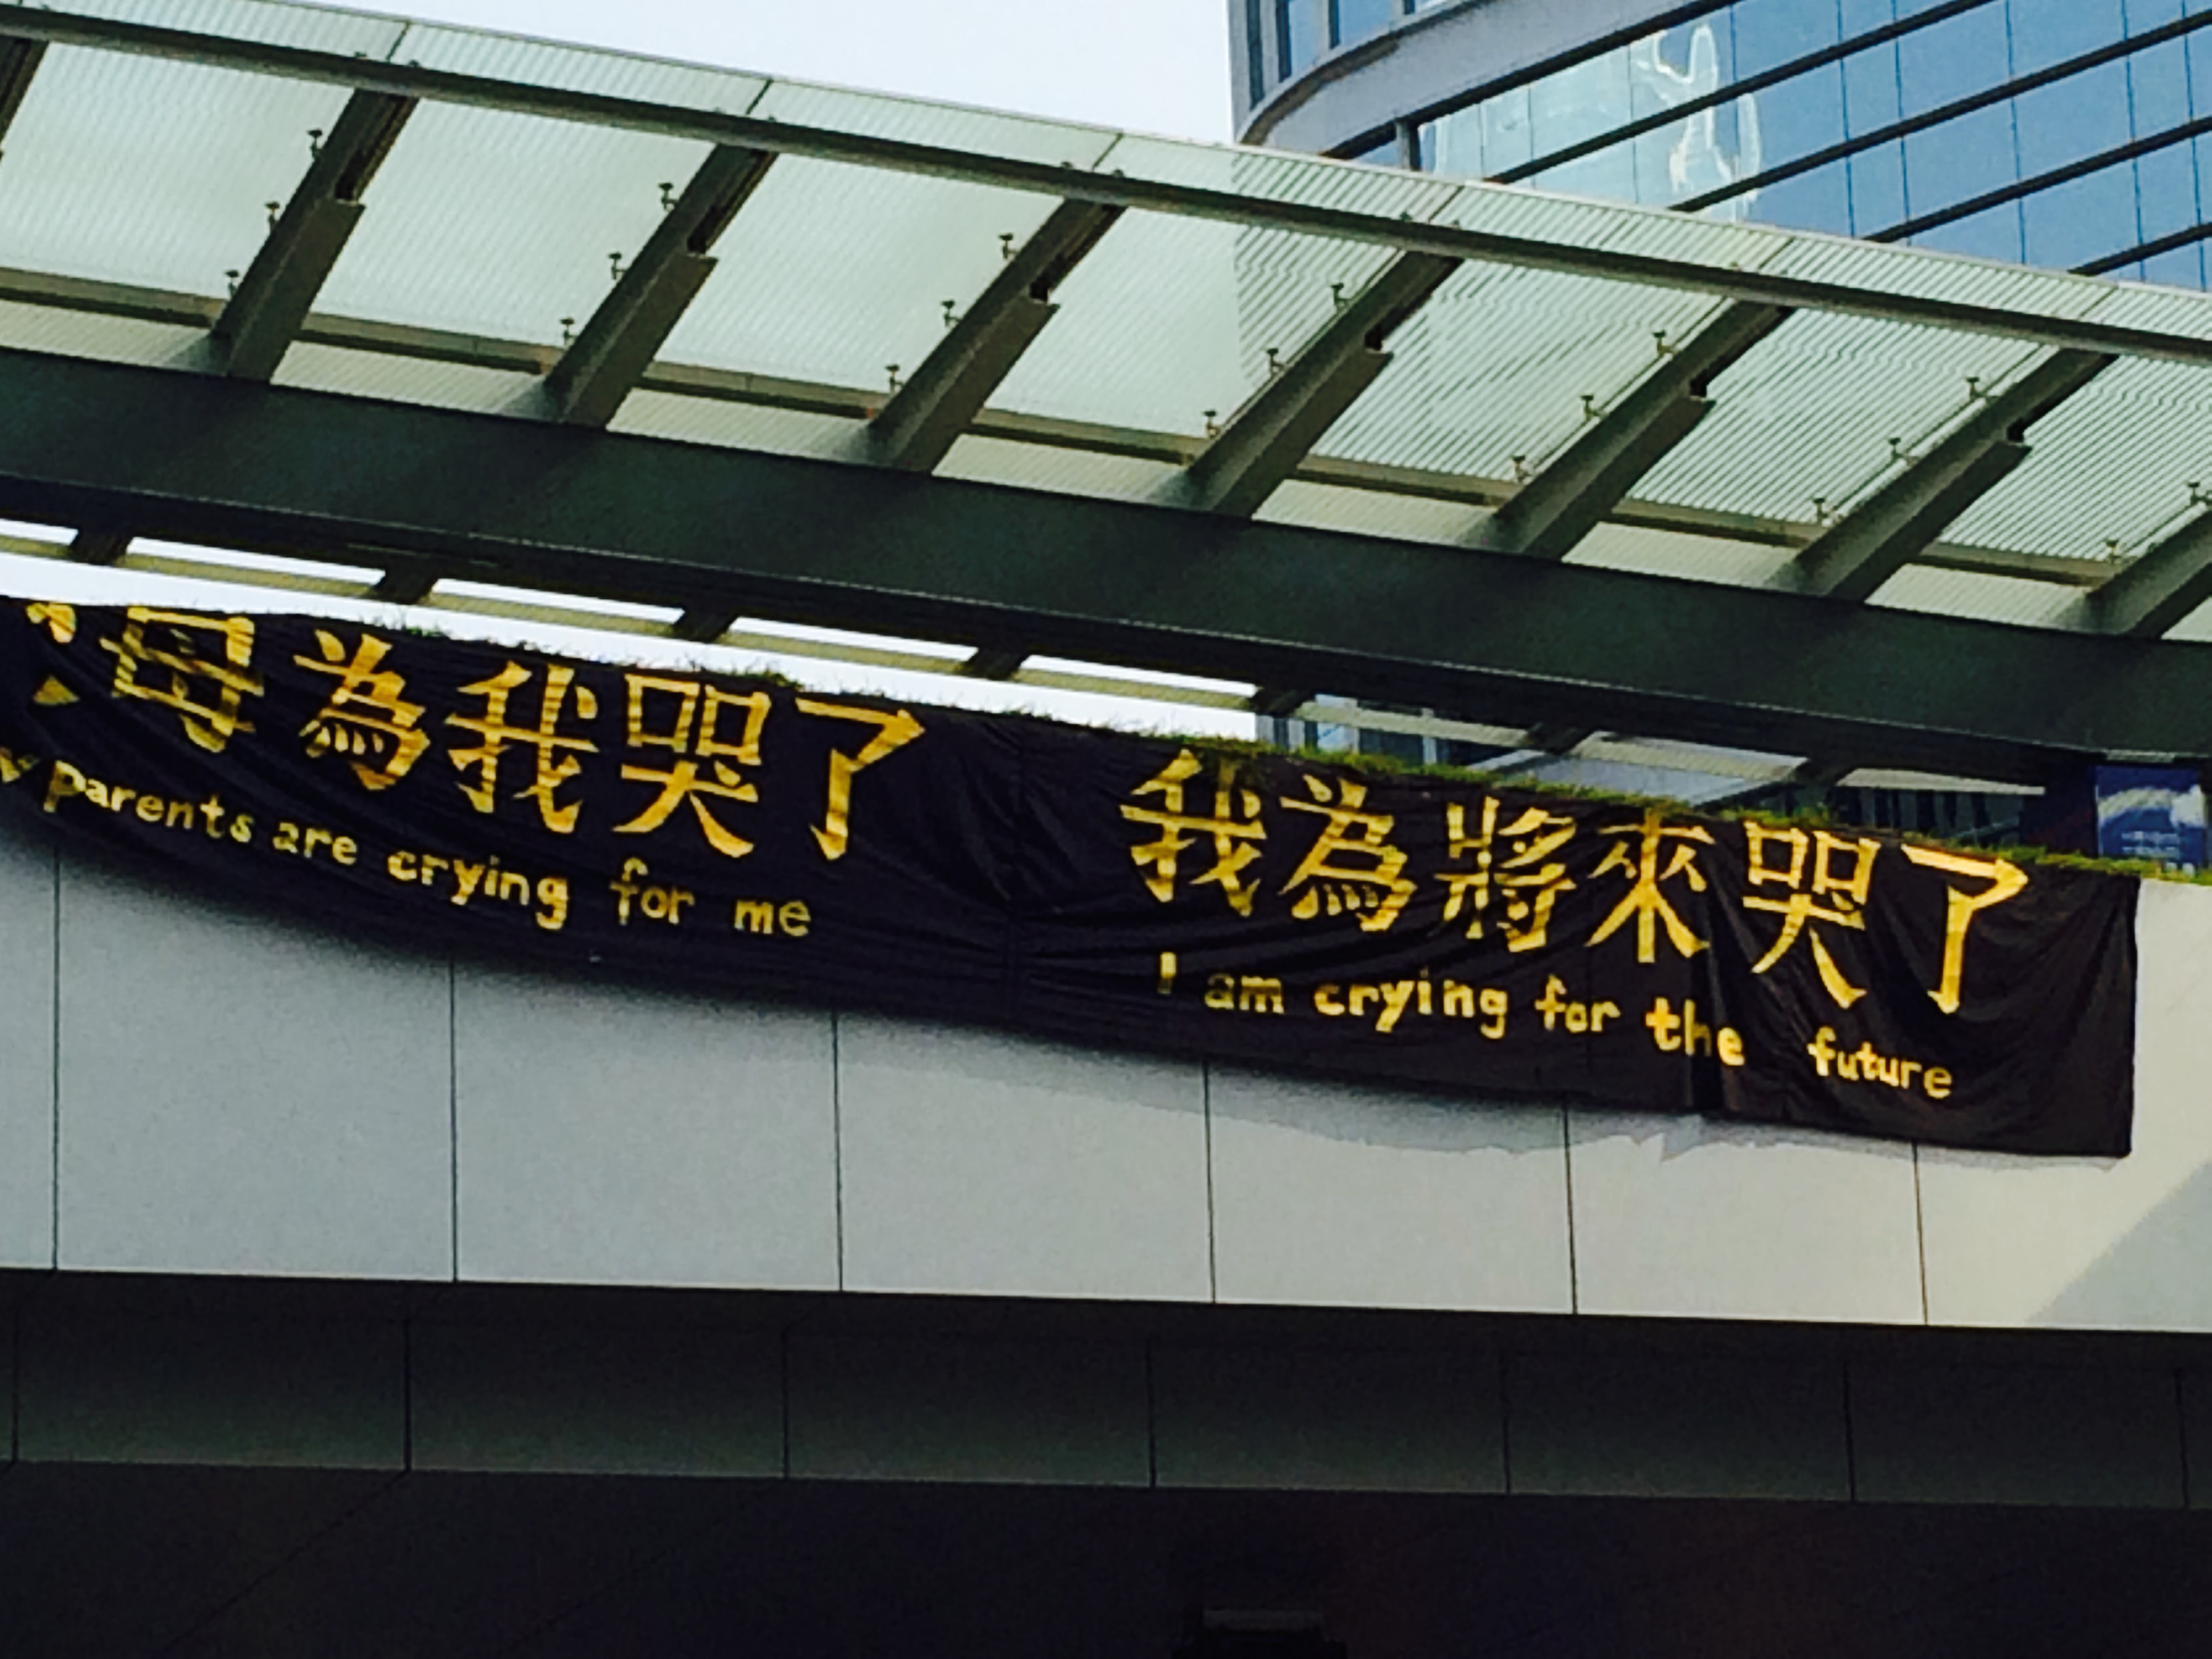 母為我哭了
parents are crying for me
我為將來哭了
I am crying for the future